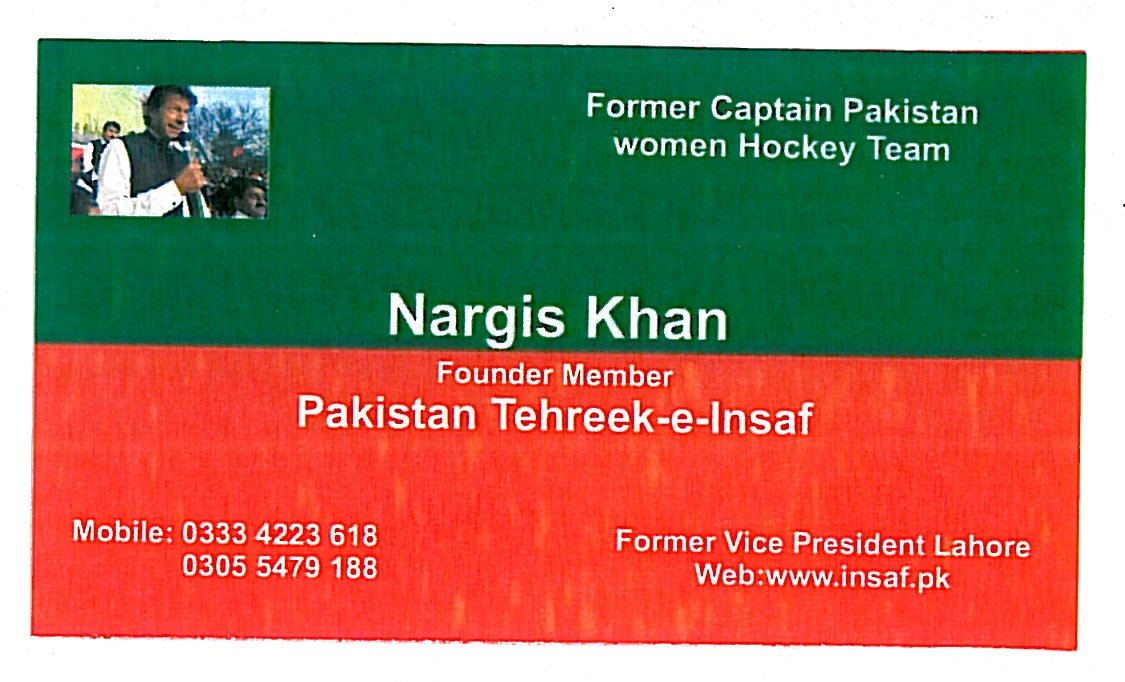 Former Captain Pakistan
women Hockey Team
Nargis Khan
Founder Member
Pakistan Tehreek-e-Insaf
Mobile: 0333 4223 618
0305 5479 188
Former Vice President Lahore
Web:www.insaf.pk